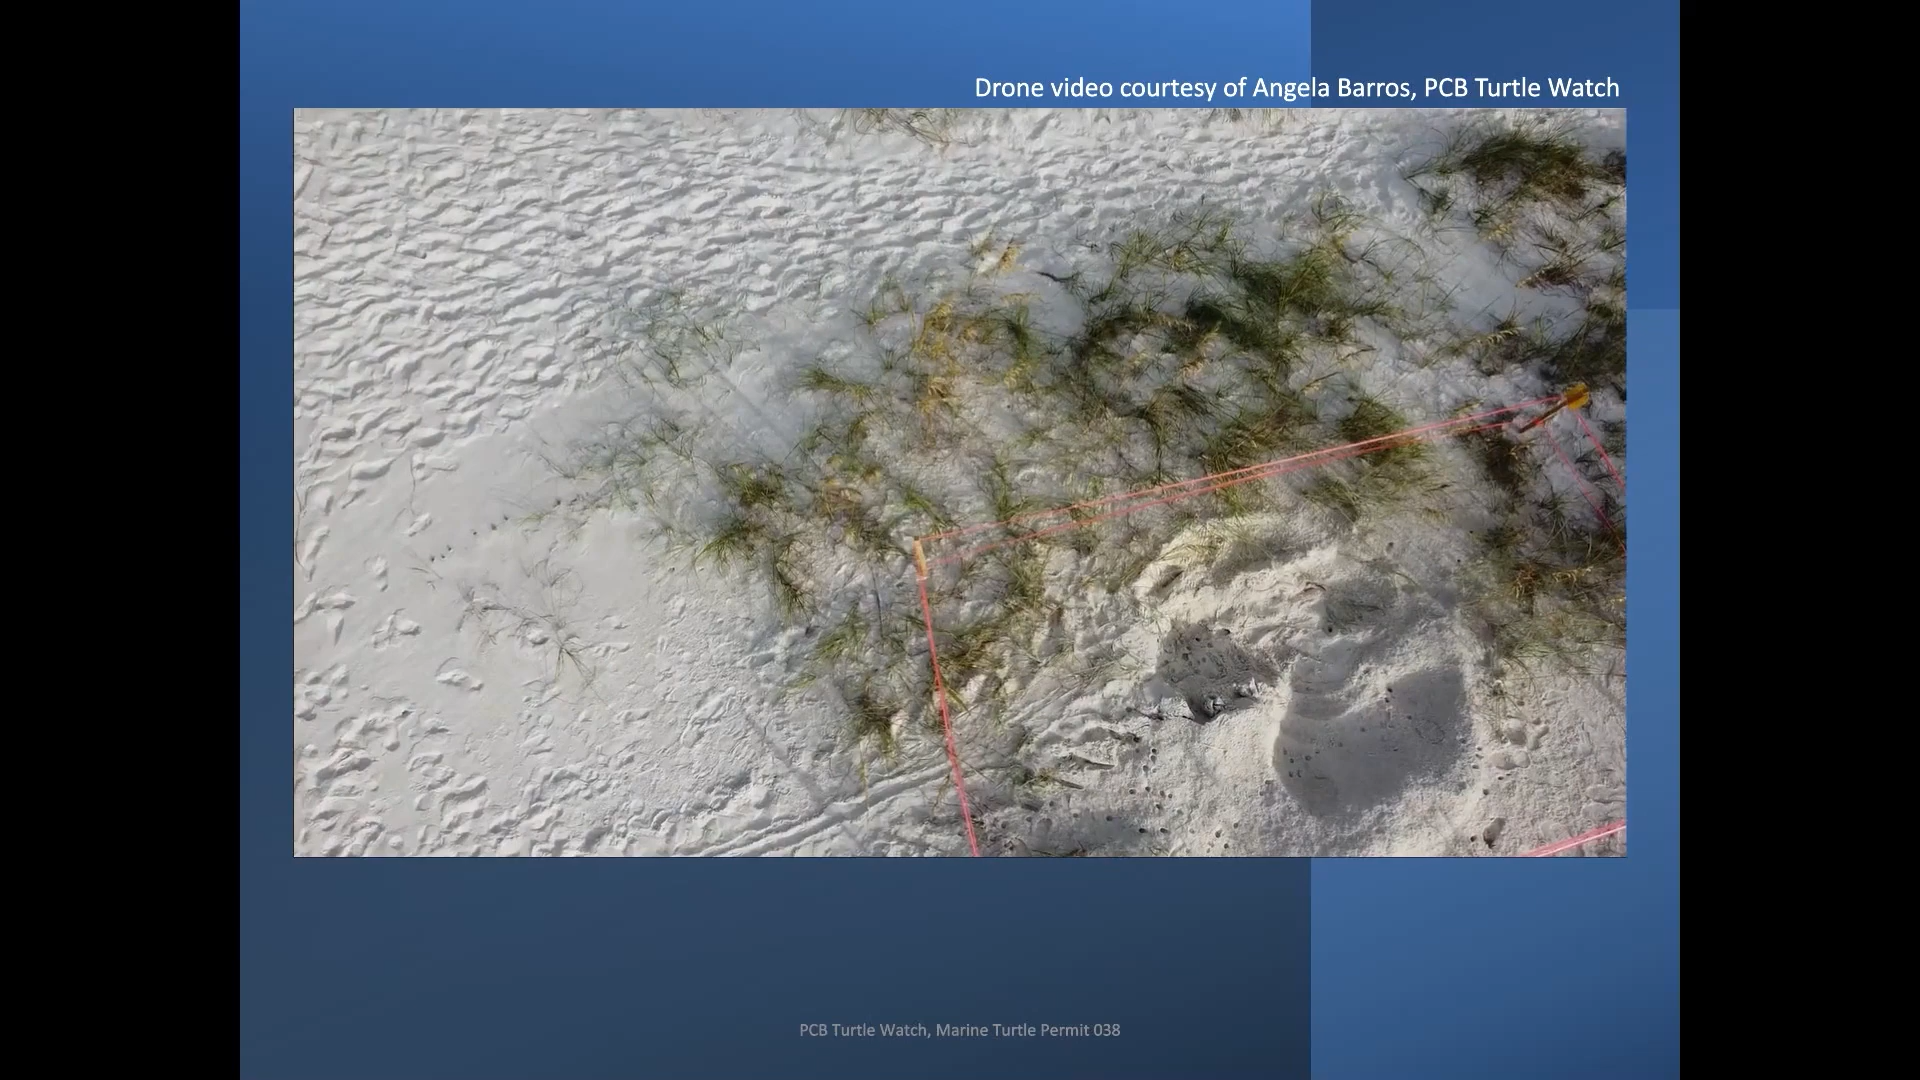 Drone video courtesy of Angela Barros, PCB Turtle Watch
PCB Turtle Watch, Marine Turtle Permit 038